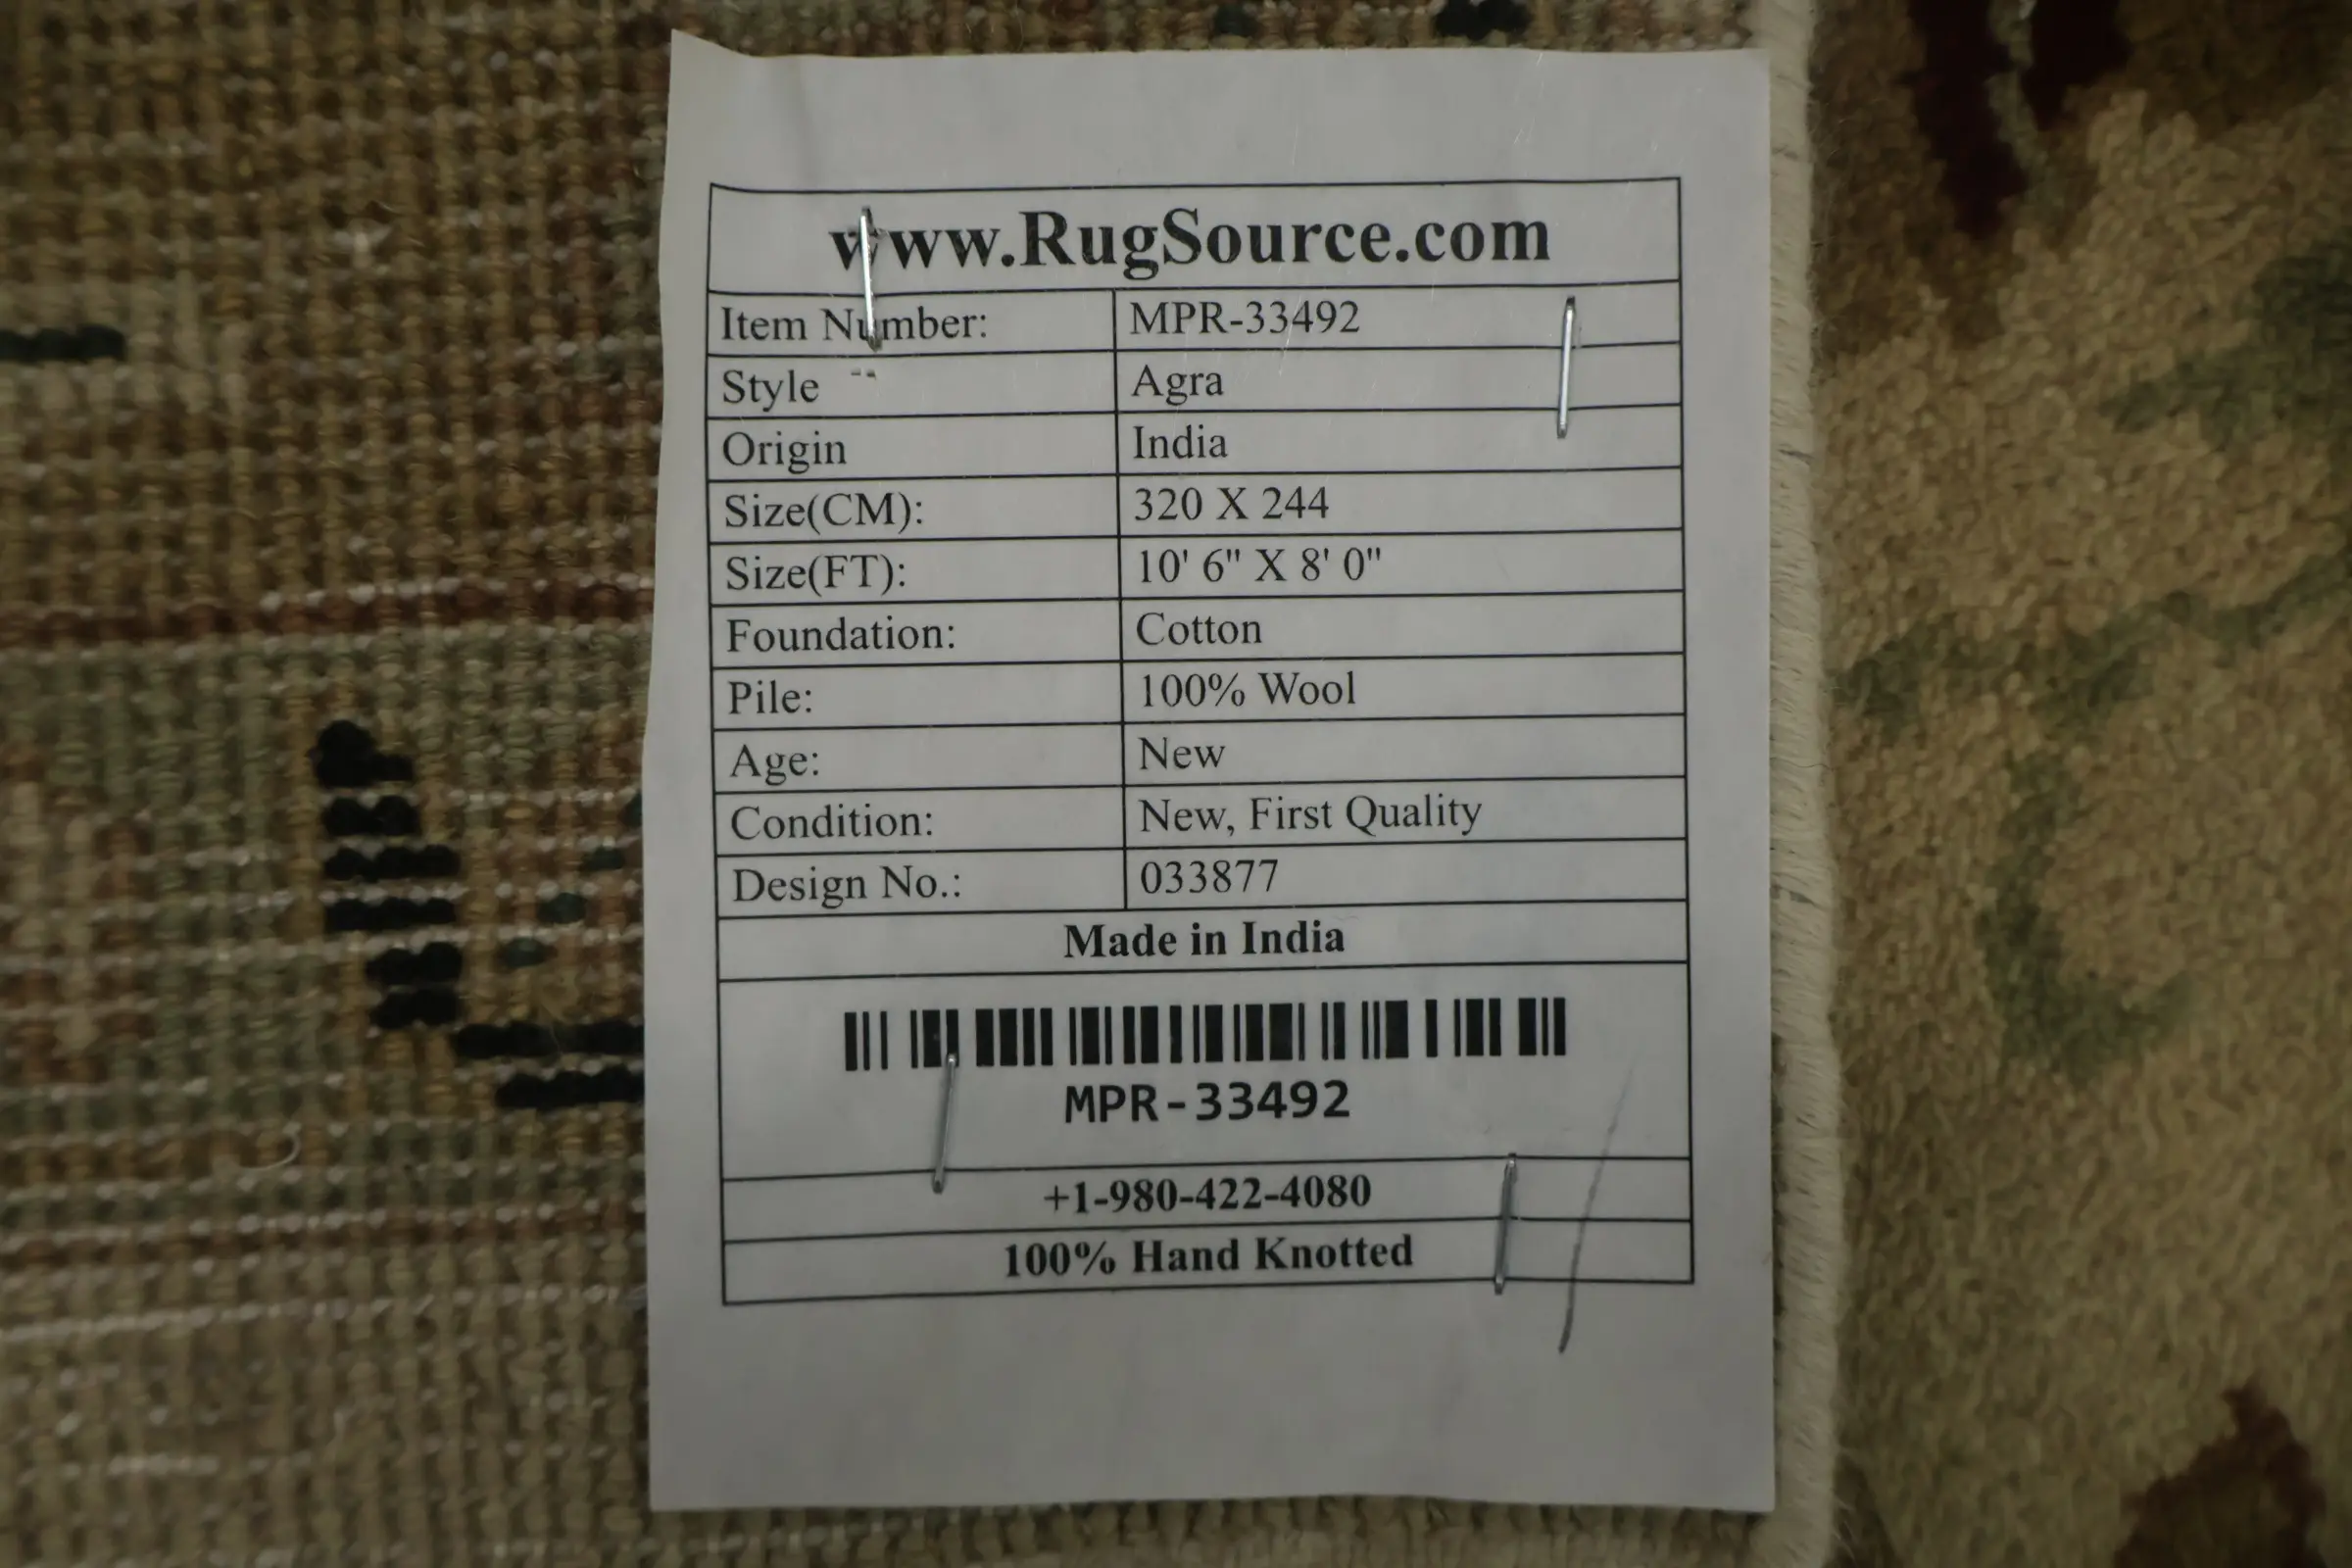 www.RugSource.com
Item Number: MPR-33492
Style Agra
Origin India
Size(CM): 320 X 244
Size(FT): 10' 6" X 8' 0"
Foundation: Cotton
Pile: 100% Wool
Age: New
Condition: New, First Quality
Design No.: 033877
Made in India
MPR-33492
+1-980-422-4080
100% Hand Knotted